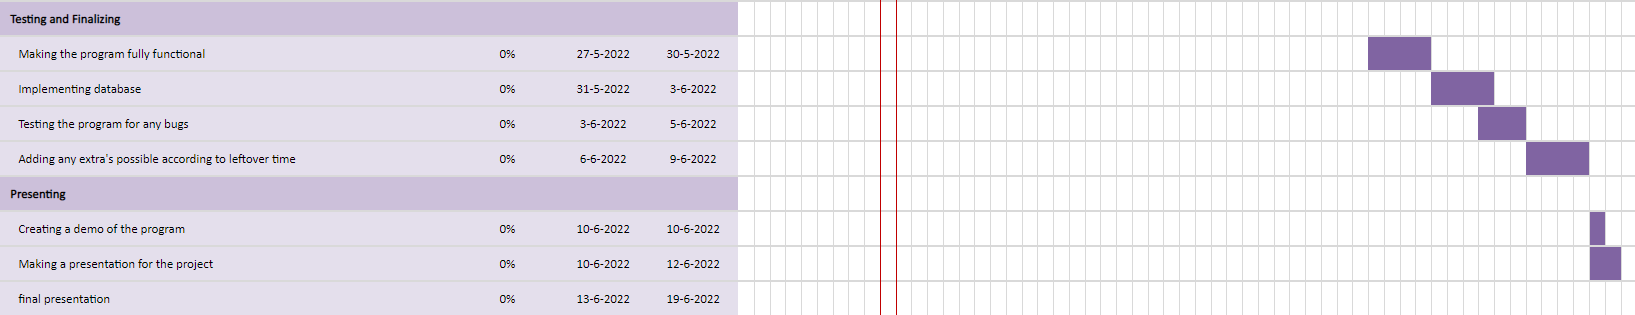 Testing and Finalizing
Making the program fully functional 0% 27-5-2022 30-5-2022
Implementing database 0% 31-5-2022 3-6-2022
Testing the program for any bugs 0% 3-6-2022 5-6-2022
Adding any extra's possible according to leftover time 0% 6-6-2022 9-6-2022
Presenting
Creating a demo of the program 0% 10-6-2022 10-6-2022
Making a presentation for the project 0% 10-6-2022 12-6-2022
final presentation 0% 13-6-2022 19-6-2022